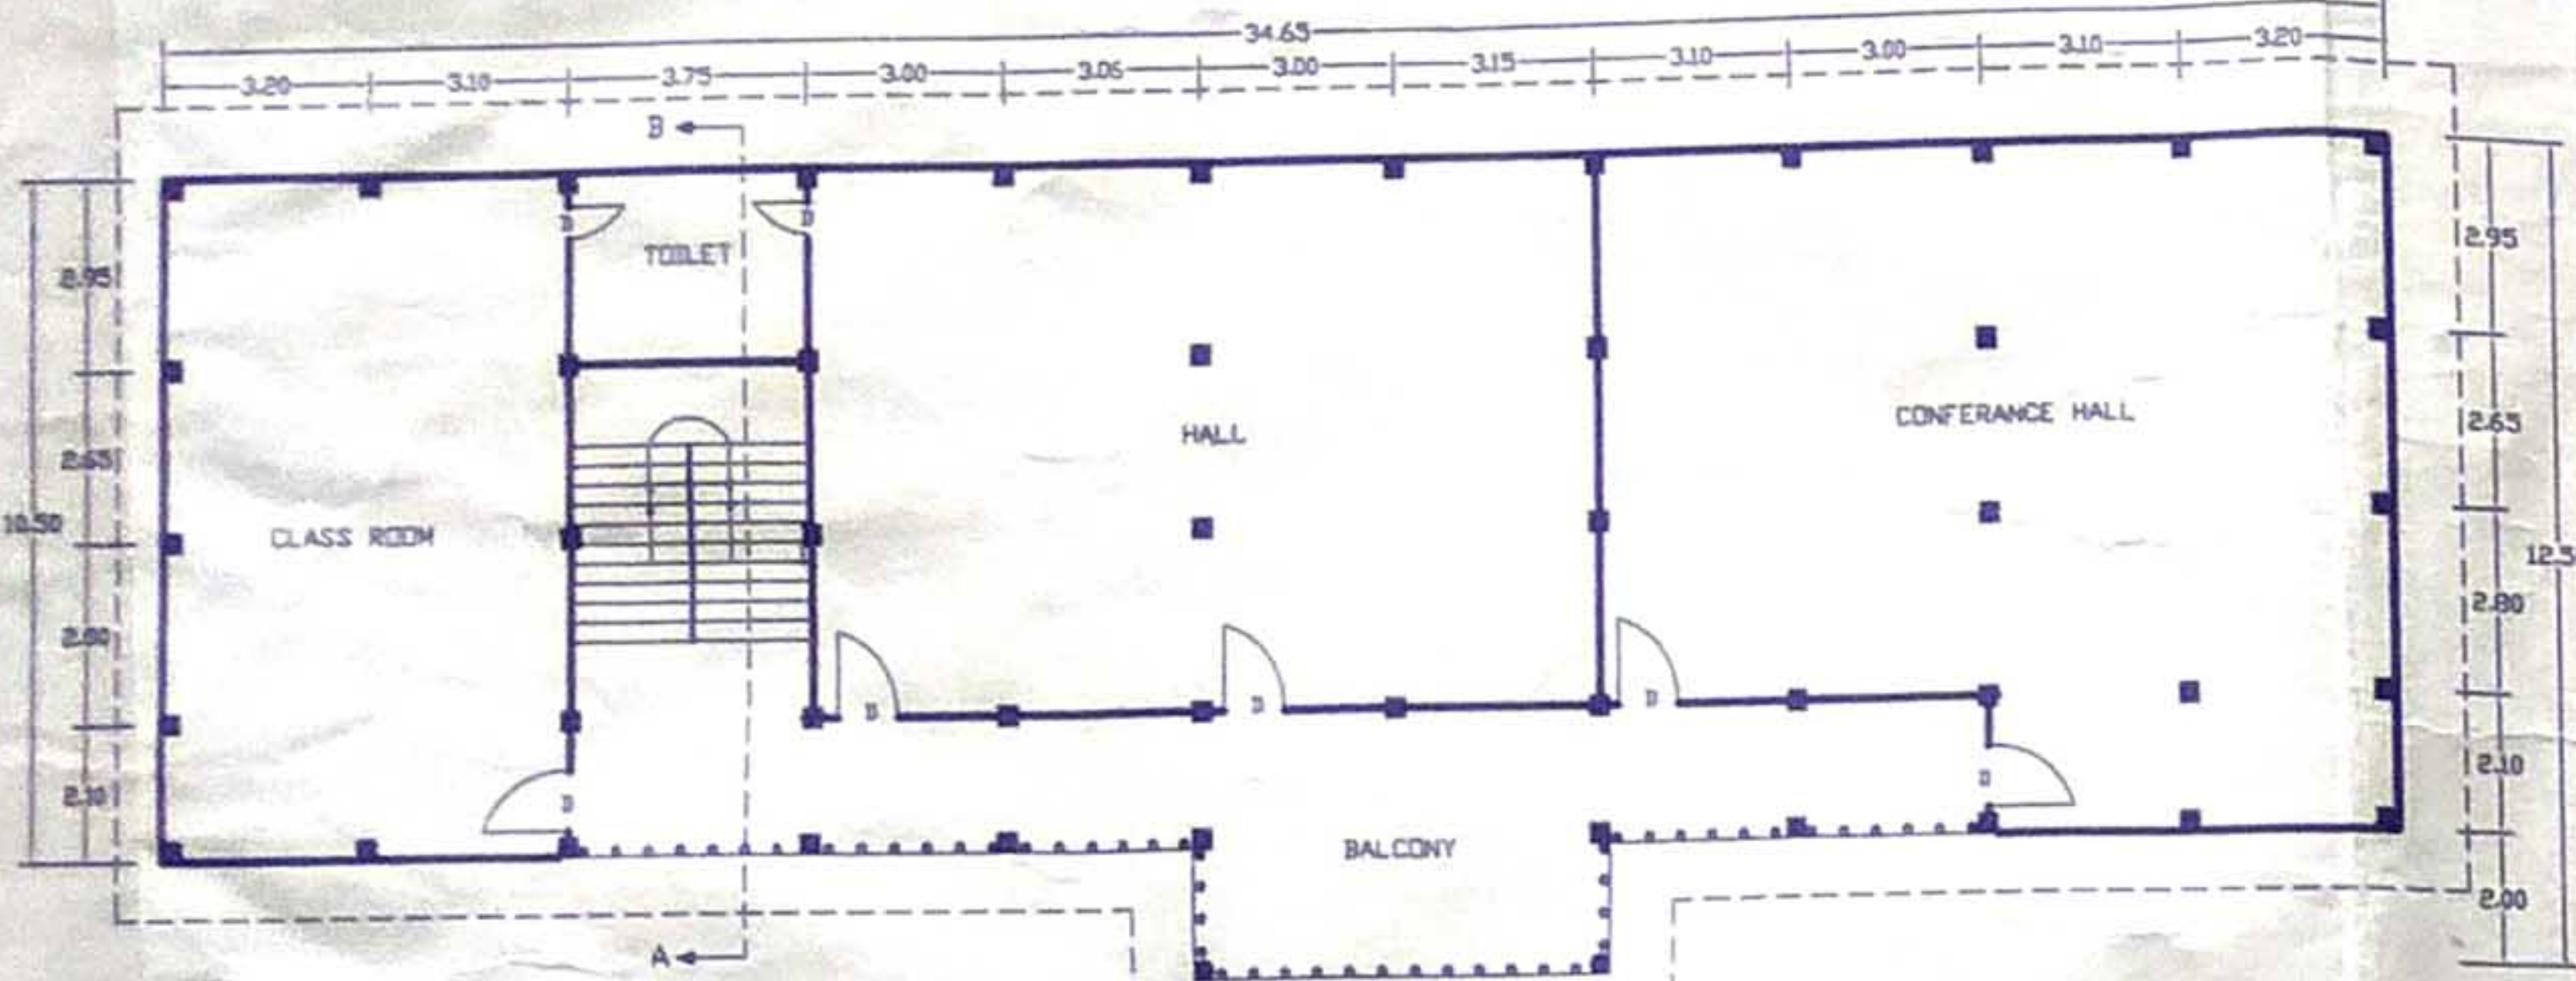 34.65
3.20 3.10 3.75 3.00 3.05 3.00 3.15 3.10 3.00 3.10 3.20
B
D D
TOILET
2.95 2.95
HALL
CONFERANCE HALL
2.65 2.65
10.50
CLASS ROOM
12.5
2.80 2.80
D D D
D D
2.10 2.10
BALCONY
2.00
A